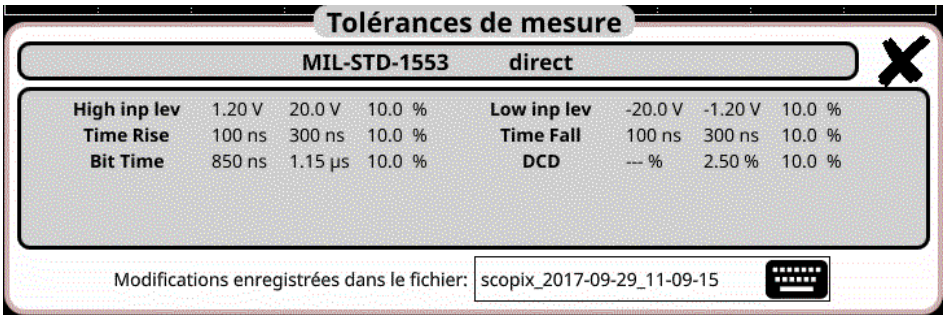 Tolérances de mesure
MIL-STD-1553 direct
High inp lev 1.20 V 20.0 V 10.0 % Low inp lev -20.0 V -1.20 V 10.0 %
Time Rise 100 ns 300 ns 10.0 % Time Fall 100 ns 300 ns 10.0 %
Bit Time 850 ns 1.15 µs 10.0 % DCD --- % 2.50 % 10.0 %
Modifications enregistrées dans le fichier: scopix_2017-09-29_11-09-15